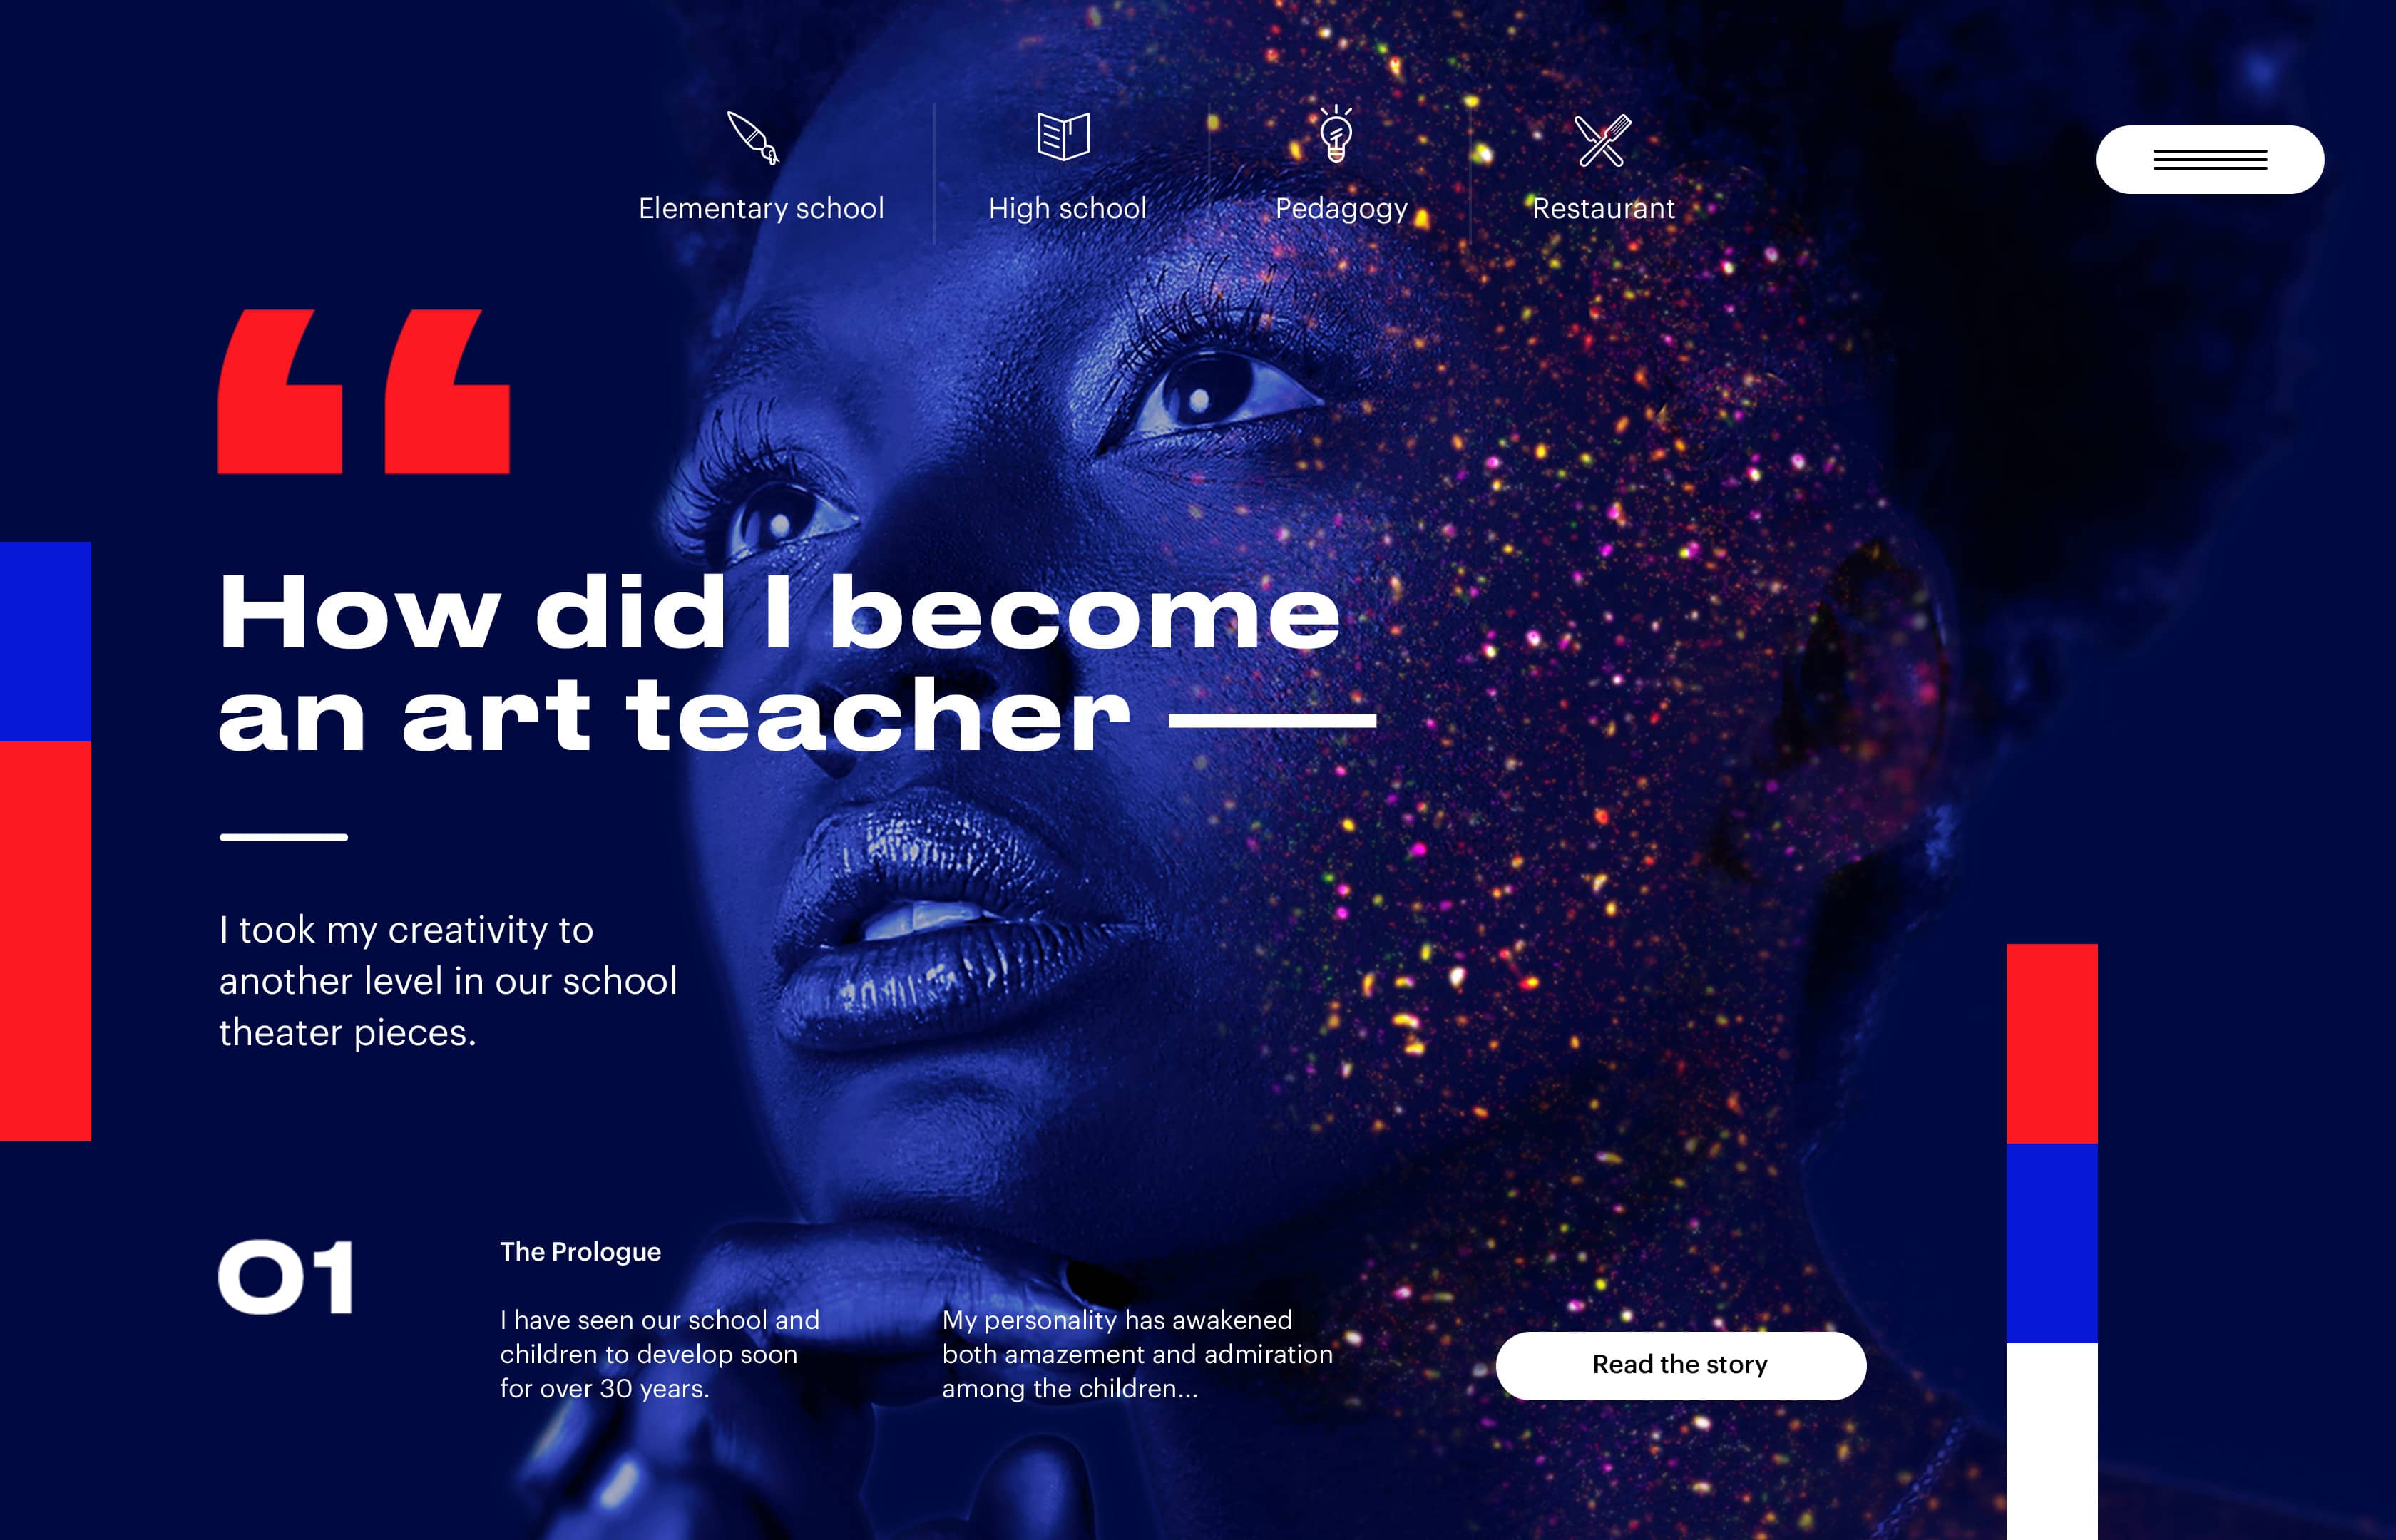 Elementary school
High school
Pedagogy
Restaurant
“
How did I become
an art teacher —
I took my creativity to
another level in our school
theater pieces.
01
The Prologue
I have seen our school and
children to develop soon
for over 30 years.
My personality has awakened
both amazement and admiration
among the children...
Read the story